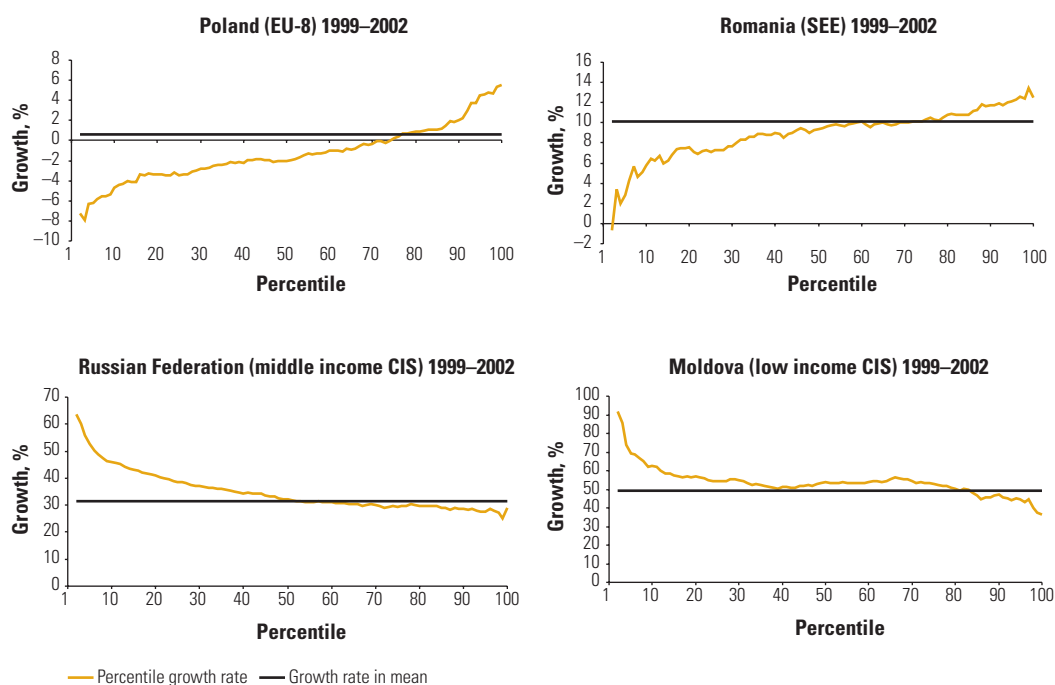 Poland (EU-8) 1999–2002
Growth, %
8
6
4
2
0
–2
–4
–6
–8
–10
1 10 20 30 40 50 60 70 80 90 100
Percentile
Romania (SEE) 1999–2002
Growth, %
16
14
12
10
8
6
4
2
0
–2
1 10 20 30 40 50 60 70 80 90 100
Percentile
Russian Federation (middle income CIS) 1999–2002
Growth, %
70
60
50
40
30
20
10
0
1 10 20 30 40 50 60 70 80 90 100
Percentile
Moldova (low income CIS) 1999–2002
Growth, %
100
90
80
70
60
50
40
30
20
10
0
1 10 20 30 40 50 60 70 80 90 100
Percentile
Percentile growth rate Growth rate in mean